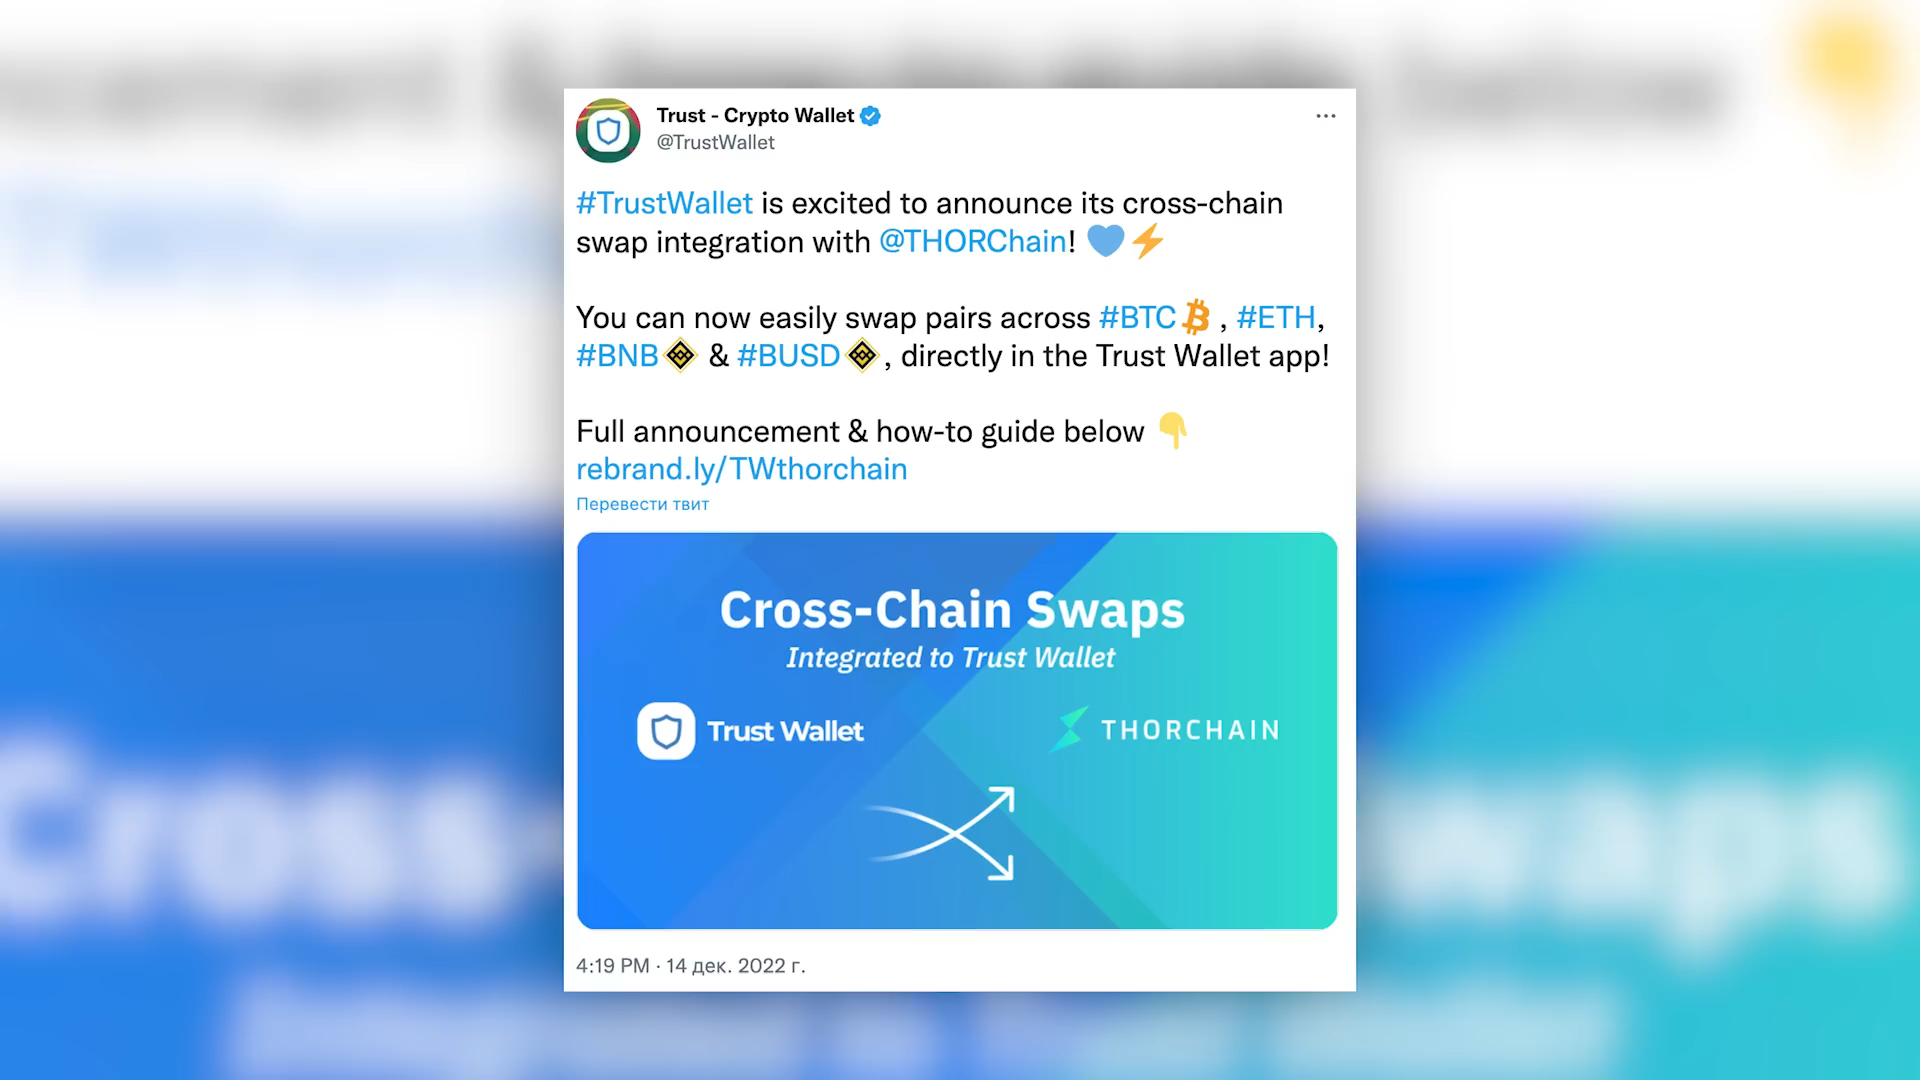 Trust - Crypto Wallet
@TrustWallet
#TrustWallet is excited to announce its cross-chain
swap integration with @THORChain! 💙⚡
You can now easily swap pairs across #BTC , #ETH,
#BNB & #BUSD , directly in the Trust Wallet app!
Full announcement & how-to guide below 👇
rebrand.ly/TWthorchain
Перевести твит
Cross-Chain Swaps
Integrated to Trust Wallet
Trust Wallet
THORCHAIN
4:19 PM · 14 дек. 2022 г.